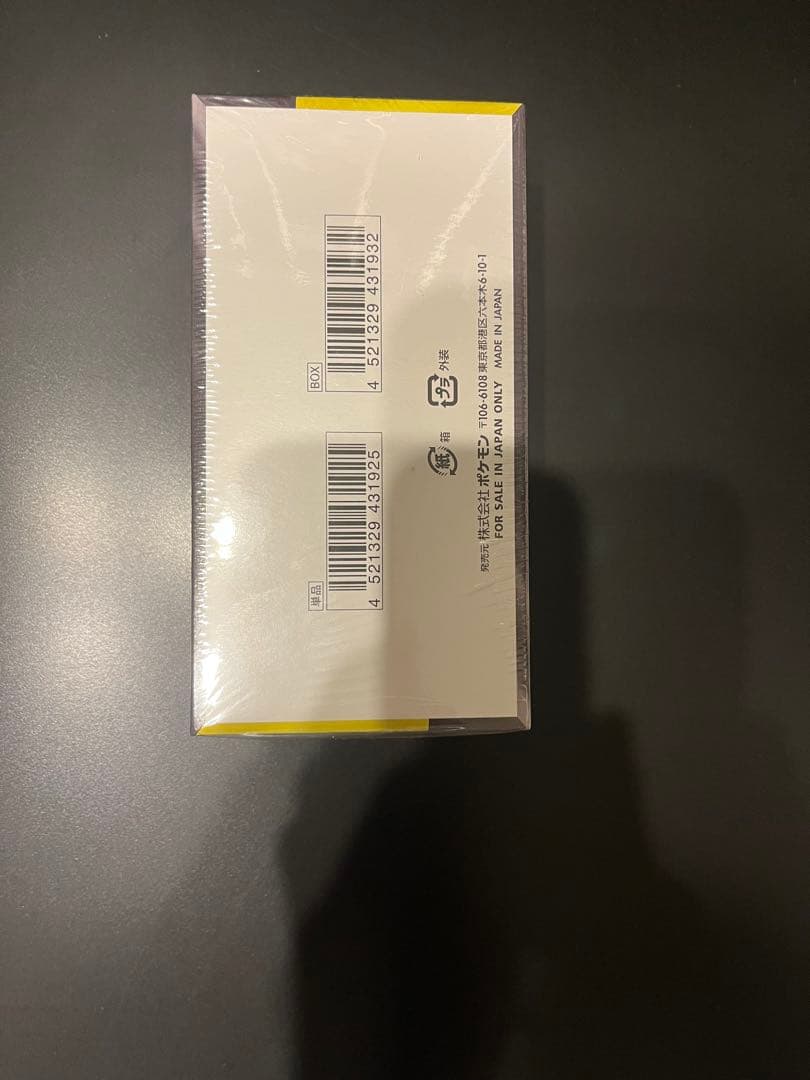 単品
4 521329 431925
BOX
4 521329 431932
紙 箱
プラ 外装
発売元 株式会社 ポケモン 〒106-6108 東京都港区六本木6-10-1
FOR SALE IN JAPAN ONLY MADE IN JAPAN